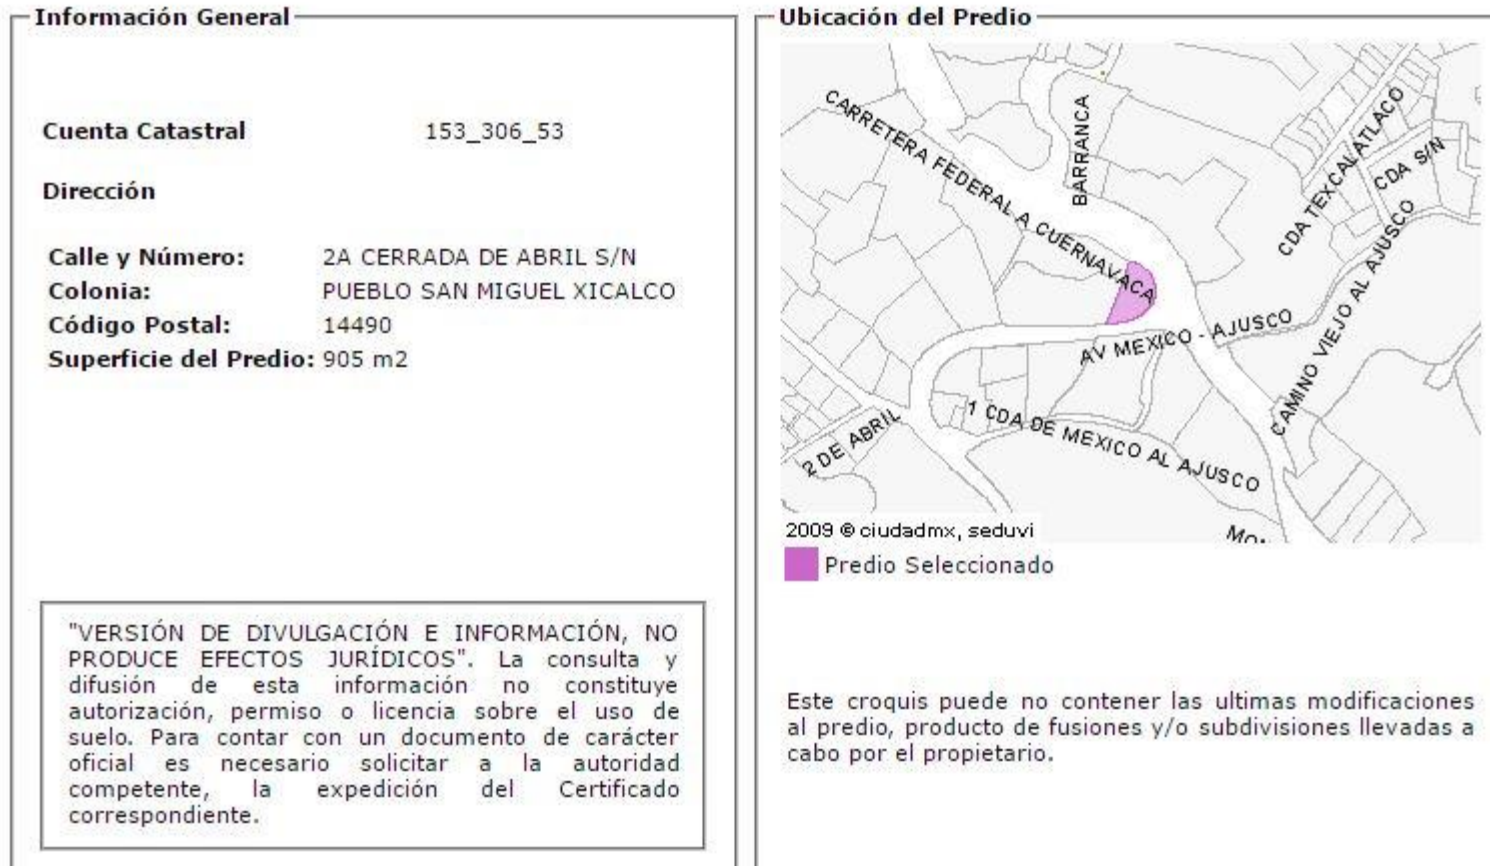 Información General
Cuenta Catastral 153_306_53
Dirección
Calle y Número: 2A CERRADA DE ABRIL S/N
Colonia: PUEBLO SAN MIGUEL XICALCO
Código Postal: 14490
Superficie del Predio: 905 m2
"VERSIÓN DE DIVULGACIÓN E INFORMACIÓN, NO
PRODUCE EFECTOS JURÍDICOS". La consulta y
difusión de esta información no constituye
autorización, permiso o licencia sobre el uso de
suelo. Para contar con un documento de carácter
oficial es necesario solicitar a la autoridad
competente, la expedición del Certificado
correspondiente.
Ubicación del Predio
CARRETERA FEDERAL A CUERNAVACA
BARRANCA
CDA TEXCALATLACO
CDA S/N
AV MEXICO - AJUSCO
CAMINO VIEJO AL AJUSCO
2 DE ABRIL
1 CDA DE MEXICO AL AJUSCO
2009 © ciudadmx, seduvi
Predio Seleccionado
Este croquis puede no contener las ultimas modificaciones
al predio, producto de fusiones y/o subdivisiones llevadas a
cabo por el propietario.